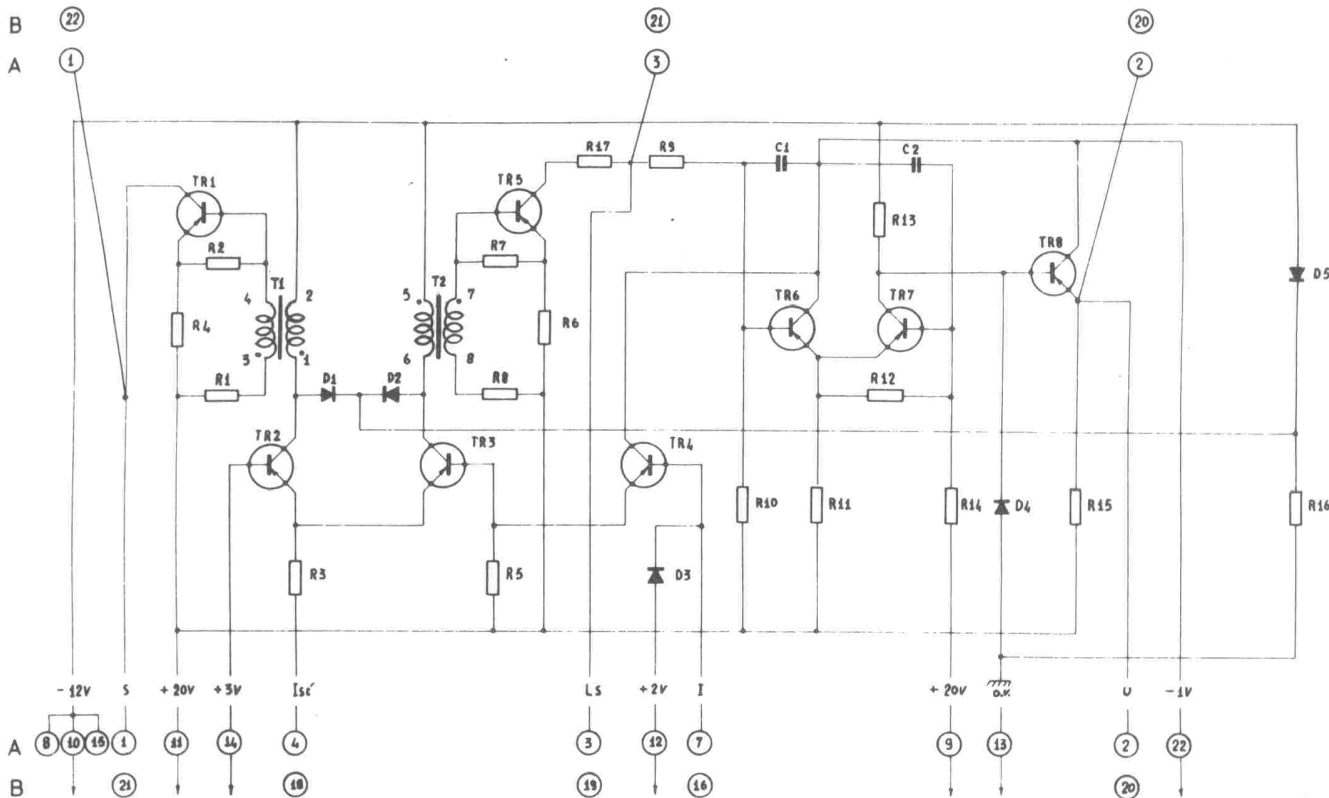 B 22 21 20
A 1 3 2
R17 R9 C1 C2
TR1 TR5
R13
R2 R7 TR8
4 T1 2 5 T2 7 D5
R4 R6 TR6 TR7
3 1 6 8
R1 D1 D2 R8 R12
TR2 TR3 TR4
R10 R11 R14 D4 R15 R16
R3 R5 D3
-12V S +20V +3V Ist' Ls +2V I +20V o.v. U -1V
A 8 10 15 1 11 14 4 3 12 7 9 13 2 22
B 21 18 19 16 20